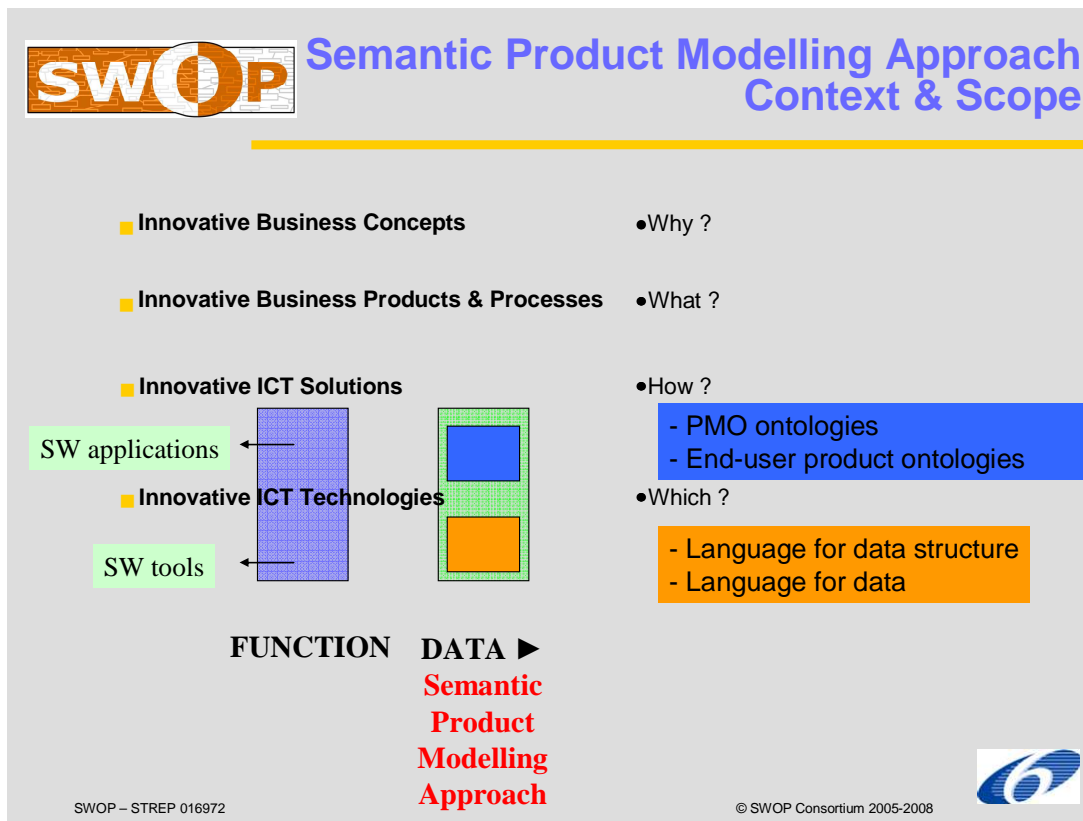 SWOP
Semantic Product Modelling Approach
Context & Scope
Innovative Business Concepts
Why ?
Innovative Business Products & Processes
What ?
Innovative ICT Solutions
How ?
SW applications
- PMO ontologies
- End-user product ontologies
Innovative ICT Technologies
Which ?
SW tools
- Language for data structure
- Language for data
FUNCTION
DATA ►
Semantic
Product
Modelling
Approach
SWOP – STREP 016972
© SWOP Consortium 2005-2008
6